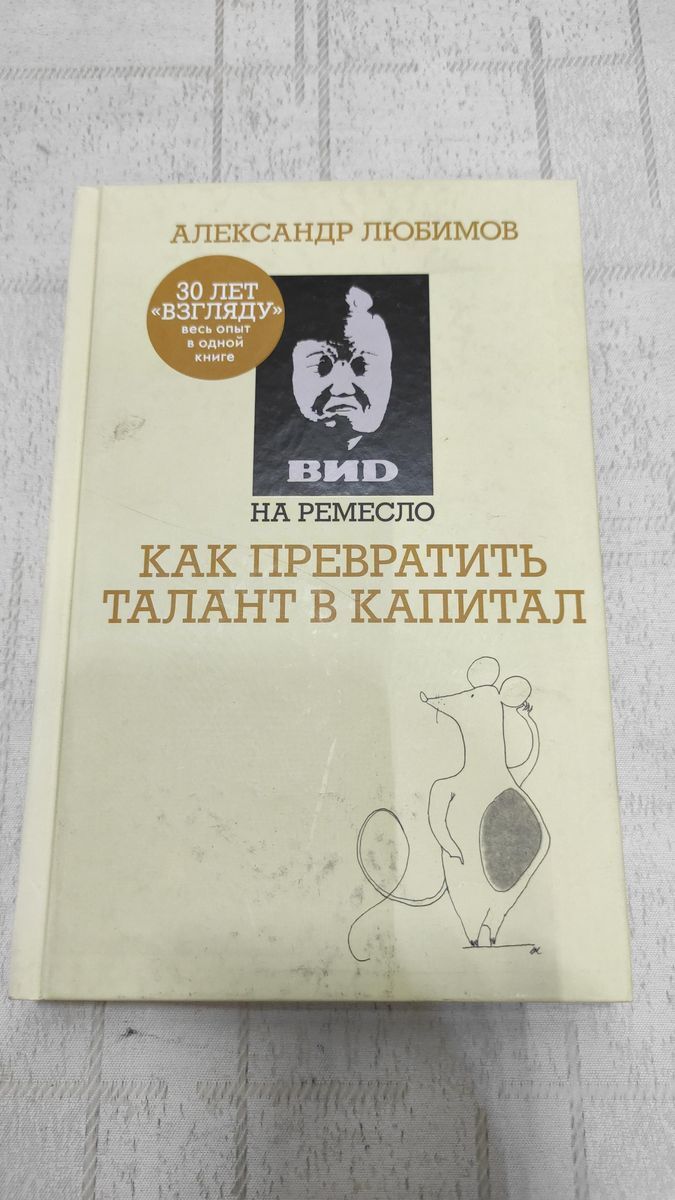 АЛЕКСАНДР ЛЮБИМОВ
30 ЛЕТ
«ВЗГЛЯДУ»
весь опыт
в одной
книге
ВИD
НА РЕМЕСЛО
КАК ПРЕВРАТИТЬ
ТАЛАНТ В КАПИТАЛ